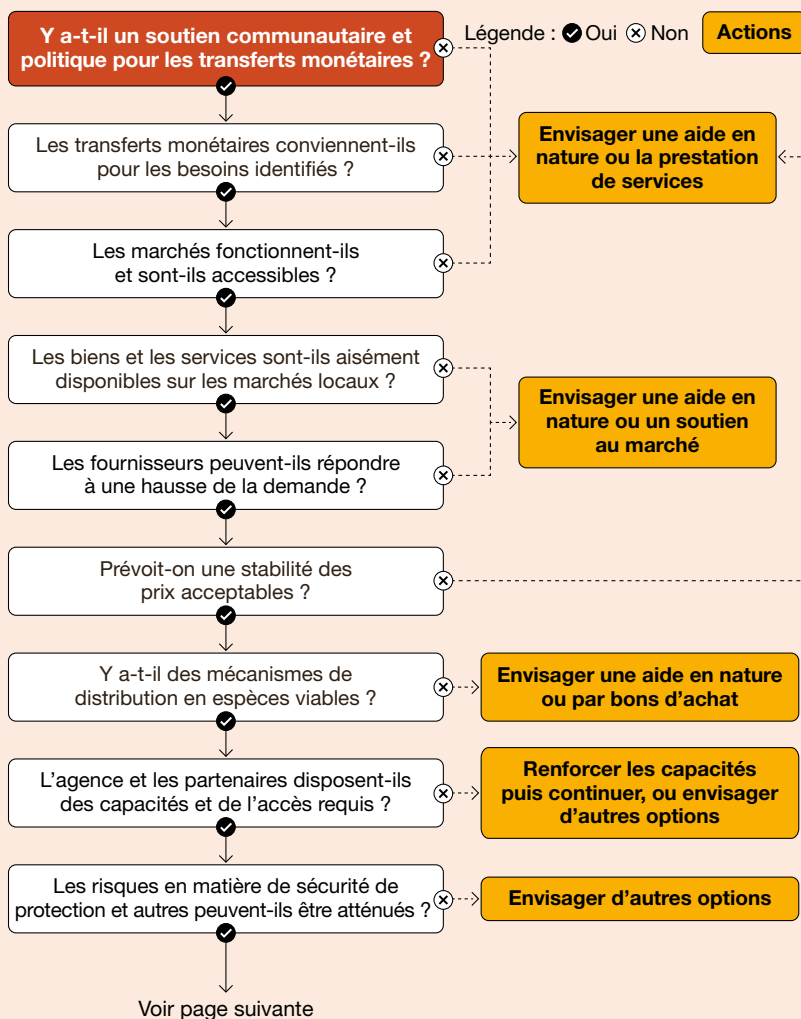 Y a-t-il un soutien communautaire et
politique pour les transferts monétaires ?
Légende : Oui Non
Actions
Les transferts monétaires conviennent-ils
pour les besoins identifiés ?
Envisager une aide en
nature ou la prestation
de services
Les marchés fonctionnent-ils
et sont-ils accessibles ?
Les biens et les services sont-ils aisément
disponibles sur les marchés locaux ?
Envisager une aide en
nature ou un soutien
au marché
Les fournisseurs peuvent-ils répondre
à une hausse de la demande ?
Prévoit-on une stabilité des
prix acceptables ?
Y a-t-il des mécanismes de
distribution en espèces viables ?
Envisager une aide en nature
ou par bons d’achat
L’agence et les partenaires disposent-ils
des capacités et de l’accès requis ?
Renforcer les capacités
puis continuer, ou envisager
d’autres options
Les risques en matière de sécurité de
protection et autres peuvent-ils être atténués ?
Envisager d’autres options
Voir page suivante